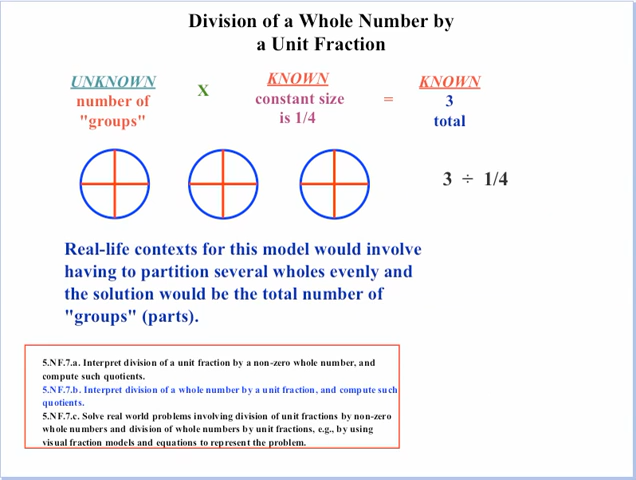 Division of a Whole Number by
a Unit Fraction
UNKNOWN
number of
"groups"
X
KNOWN
constant size
is 1/4
=
KNOWN
3
total
3 ÷ 1/4
Real-life contexts for this model would involve
having to partition several wholes evenly and
the solution would be the total number of
"groups" (parts).
5.NF.7.a. Interpret division of a unit fraction by a non-zero whole number, and
compute such quotients.
5.NF.7.b. Interpret division of a whole number by a unit fraction, and compute such
quotients.
5.NF.7.c. Solve real world problems involving division of unit fractions by non-zero
whole numbers and division of whole numbers by unit fractions, e.g., by using
visual fraction models and equations to represent the problem.